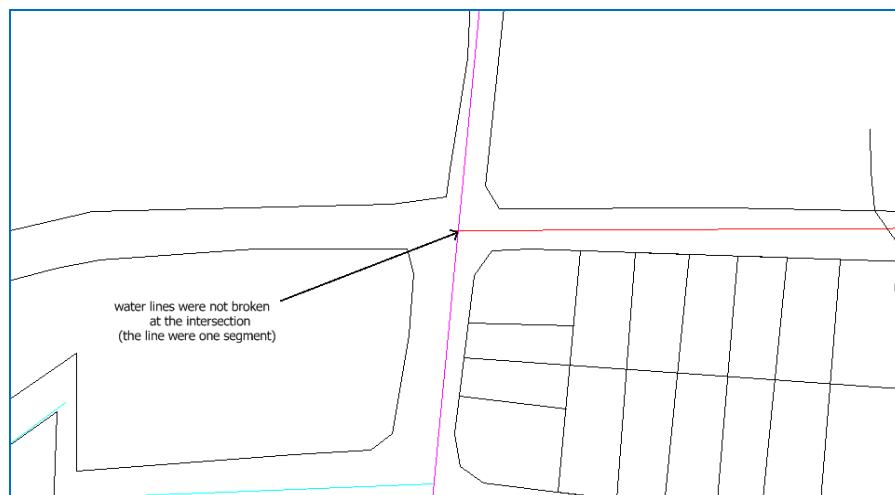 water lines were not broken
at the intersection
(the line were one segment)